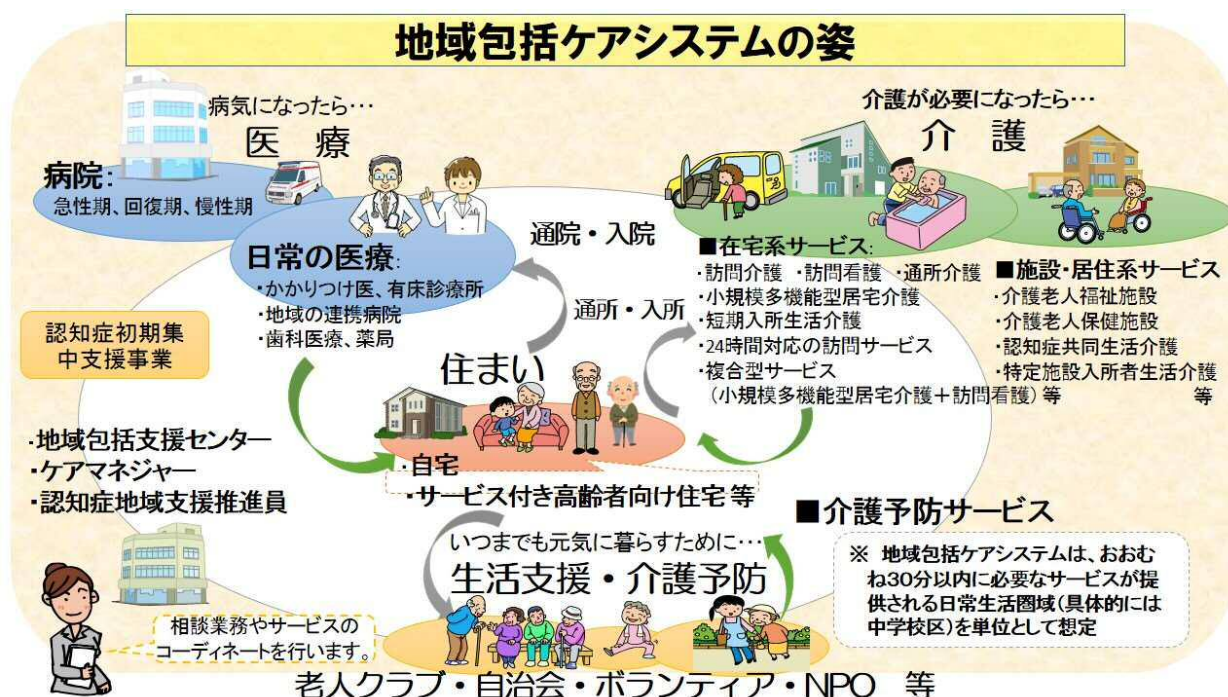 地域包括ケアシステムの姿
病気になったら…
医 療
病院:
急性期、回復期、慢性期
日常の医療:
・かかりつけ医、有床診療所
・地域の連携病院
・歯科医療、薬局
通院・入院
通所・入所
介護が必要になったら…
介 護
■在宅系サービス:
・訪問介護 ・訪問看護 ・通所介護
・小規模多機能型居宅介護
・短期入所生活介護
・24時間対応の訪問サービス
・複合型サービス
（小規模多機能型居宅介護＋訪問看護）等
■施設・居住系サービス
・介護老人福祉施設
・介護老人保健施設
・認知症共同生活介護
・特定施設入所者生活介護
等
認知症初期集
中支援事業
住まい
・自宅
・サービス付き高齢者向け住宅 等
・地域包括支援センター
・ケアマネジャー
・認知症地域支援推進員
相談業務やサービスの
コーディネートを行います。
いつまでも元気に暮らすために…
生活支援・介護予防
■介護予防サービス
※ 地域包括ケアシステムは、おおむ
ね30分以内に必要なサービスが提
供される日常生活圏域（具体的には
中学校区）を単位として想定
老人クラブ・自治会・ボランティア・NPO 等